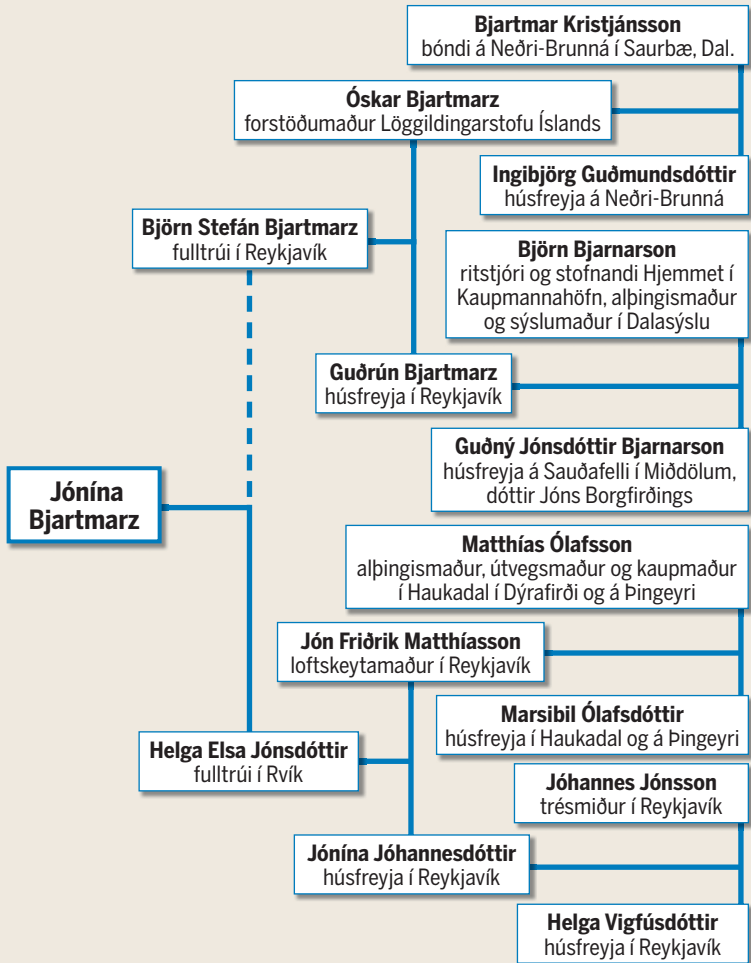 Bjartmar Kristjánsson
bóndi á Neðri-Brunná í Saurbæ, Dal.
Óskar Bjartmarz
forstöðumaður Löggildingarstofu Íslands
Ingibjörg Guðmundsdóttir
húsfreyja á Neðri-Brunná
Björn Stefán Bjartmarz
fulltrúi í Reykjavík
Björn Bjarnarson
ritstjóri og stofnandi Hjemmet í
Kaupmannahöfn, alþingismaður
og sýslumaður í Dalasýslu
Guðrún Bjartmarz
húsfreyja í Reykjavík
Guðný Jónsdóttir Bjarnarson
húsfreyja á Sauðafelli í Miðdölum,
dóttir Jóns Borgfirðings
Jónína
Bjartmarz
Matthías Ólafsson
alþingismaður, útvegsmaður og kaupmaður
í Haukadal í Dýrafirði og á Þingeyri
Jón Friðrik Matthíasson
loftskeytamaður í Reykjavík
Marsibil Ólafsdóttir
húsfreyja í Haukadal og á Þingeyri
Helga Elsa Jónsdóttir
fulltrúi í Rvík
Jóhannes Jónsson
trésmiður í Reykjavík
Jónína Jóhannesdóttir
húsfreyja í Reykjavík
Helga Vigfúsdóttir
húsfreyja í Reykjavík